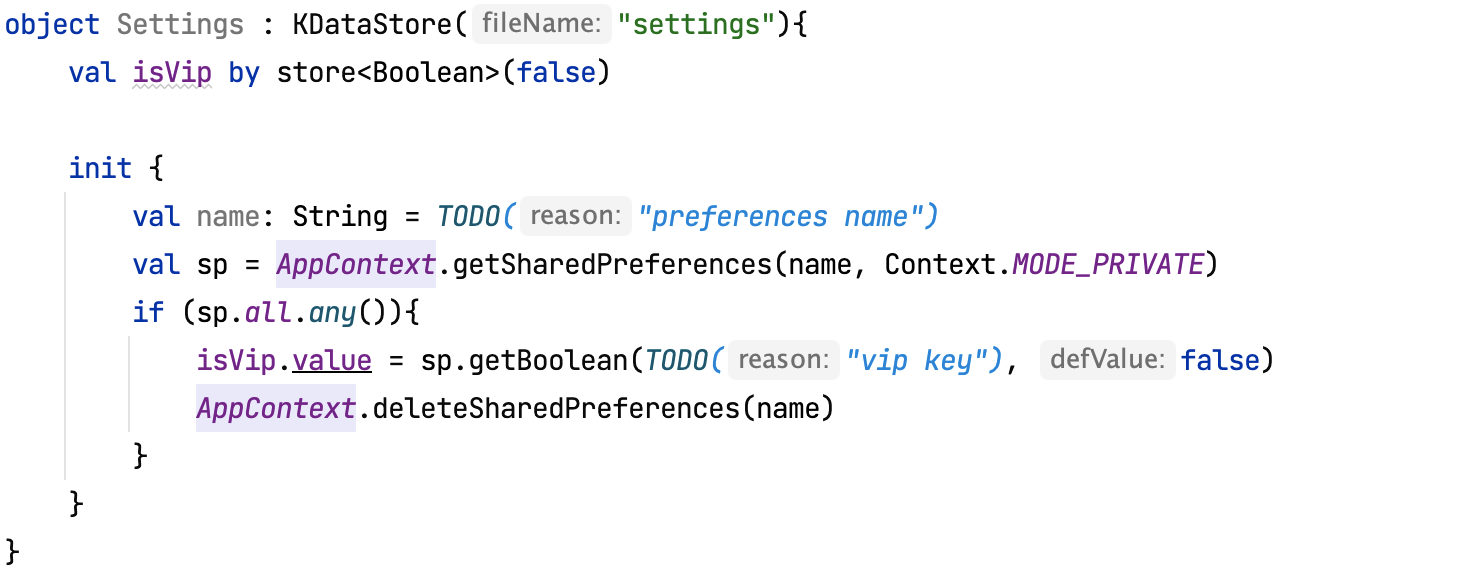 object Settings : KDataStore( fileName: "settings"){
    val isVip by store<Boolean>(false)

    init {
        val name: String = TODO( reason: "preferences name")
        val sp = AppContext.getSharedPreferences(name, Context.MODE_PRIVATE)
        if (sp.all.any()){
            isVip.value = sp.getBoolean(TODO( reason: "vip key"), defValue: false)
            AppContext.deleteSharedPreferences(name)
        }
    }
}